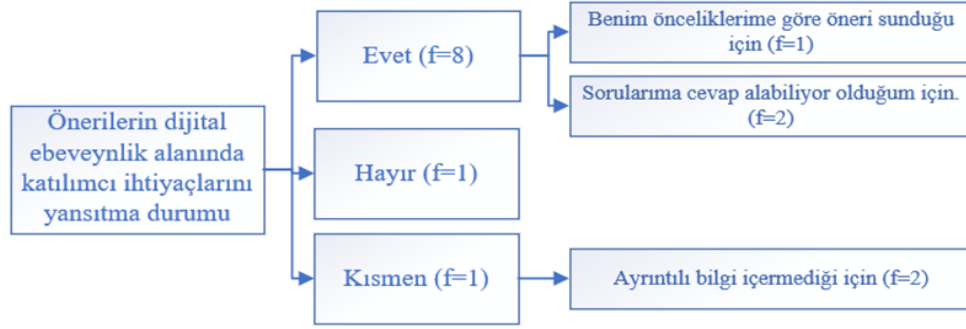 Önerilerin dijital
ebeveynlik alanında
katılımcı ihtiyaçlarını
yansıtma durumu
Evet (f=8)
Benim önceliklerime göre öneri sunduğu
için (f=1)
Sorularıma cevap alabiliyor olduğum için.
(f=2)
Hayır (f=1)
Kısmen (f=1)
Ayrıntılı bilgi içermediği için (f=2)